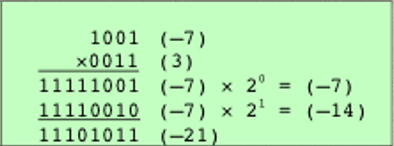 1001 (−7)
×0011 (3)
11111001 (−7) × 2⁰ = (−7)
11110010 (−7) × 2¹ = (−14)
11101011 (−21)